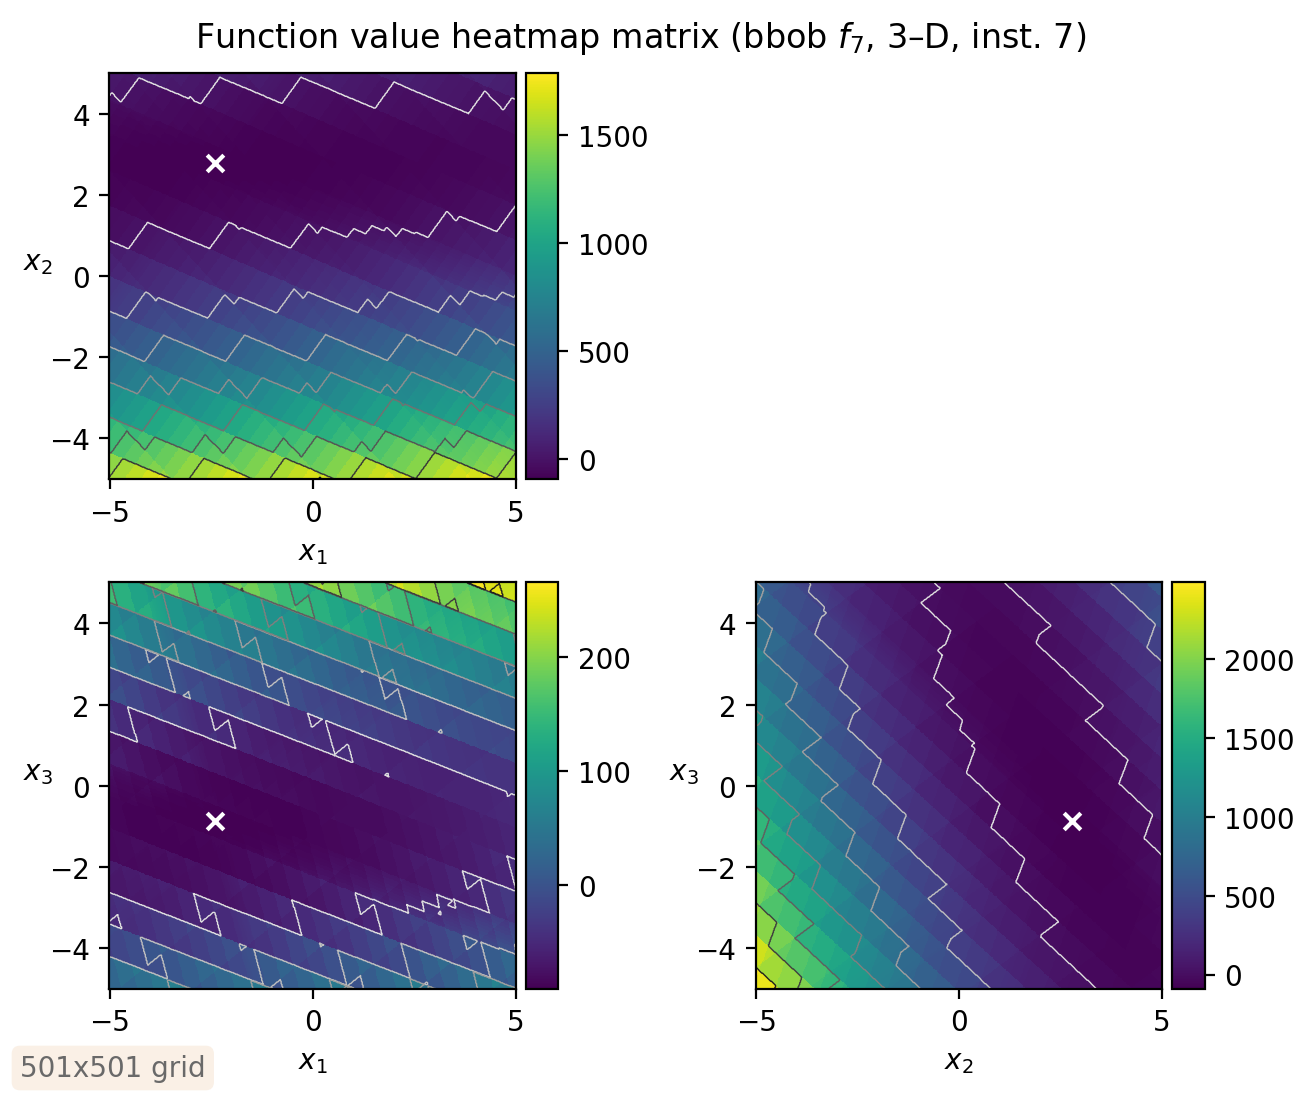 Function value heatmap matrix (bbob f₇, 3–D, inst. 7)
4
2
0
−2
−4
x₂
−5 0 5
x₁
1500
1000
500
0
4
2
0
−2
−4
x₃
−5 0 5
x₁
200
100
0
4
2
0
−2
−4
x₃
−5 0 5
x₂
2000
1500
1000
500
0
501x501 grid